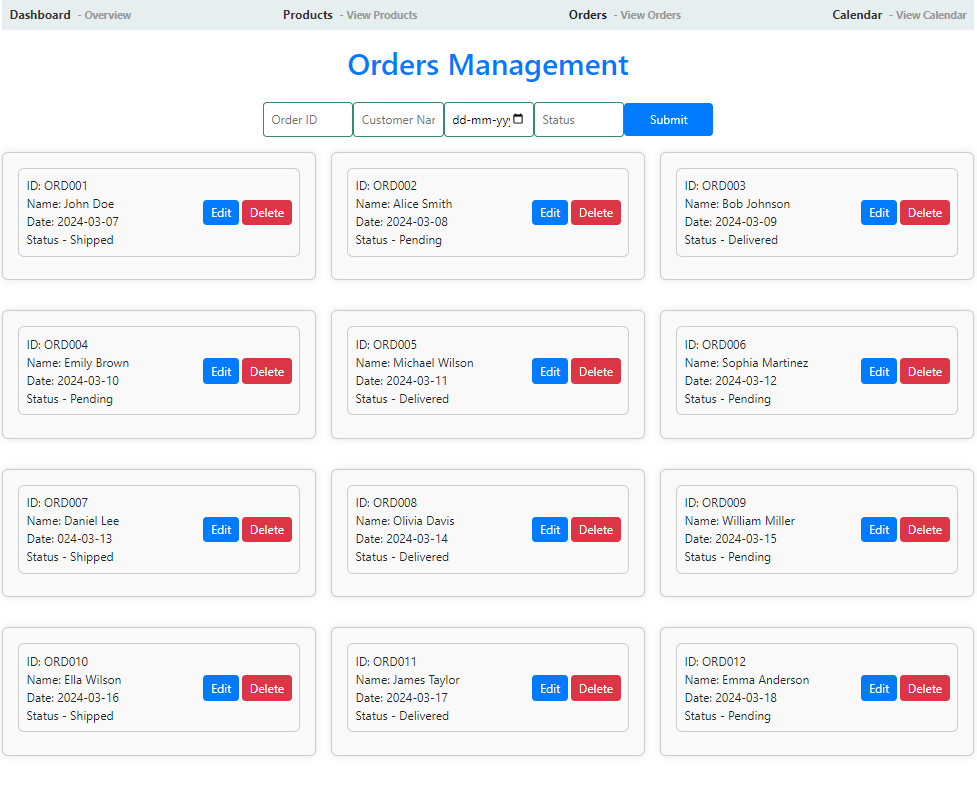 Dashboard - Overview Products - View Products Orders - View Orders Calendar - View Calendar
Orders Management
Order ID Customer Nar dd-mm-yy Status Submit
ID: ORD001
Name: John Doe
Date: 2024-03-07
Status - Shipped
Edit Delete
ID: ORD002
Name: Alice Smith
Date: 2024-03-08
Status - Pending
Edit Delete
ID: ORD003
Name: Bob Johnson
Date: 2024-03-09
Status - Delivered
Edit Delete
ID: ORD004
Name: Emily Brown
Date: 2024-03-10
Status - Pending
Edit Delete
ID: ORD005
Name: Michael Wilson
Date: 2024-03-11
Status - Delivered
Edit Delete
ID: ORD006
Name: Sophia Martinez
Date: 2024-03-12
Status - Pending
Edit Delete
ID: ORD007
Name: Daniel Lee
Date: 024-03-13
Status - Shipped
Edit Delete
ID: ORD008
Name: Olivia Davis
Date: 2024-03-14
Status - Delivered
Edit Delete
ID: ORD009
Name: William Miller
Date: 2024-03-15
Status - Pending
Edit Delete
ID: ORD010
Name: Ella Wilson
Date: 2024-03-16
Status - Shipped
Edit Delete
ID: ORD011
Name: James Taylor
Date: 2024-03-17
Status - Delivered
Edit Delete
ID: ORD012
Name: Emma Anderson
Date: 2024-03-18
Status - Pending
Edit Delete